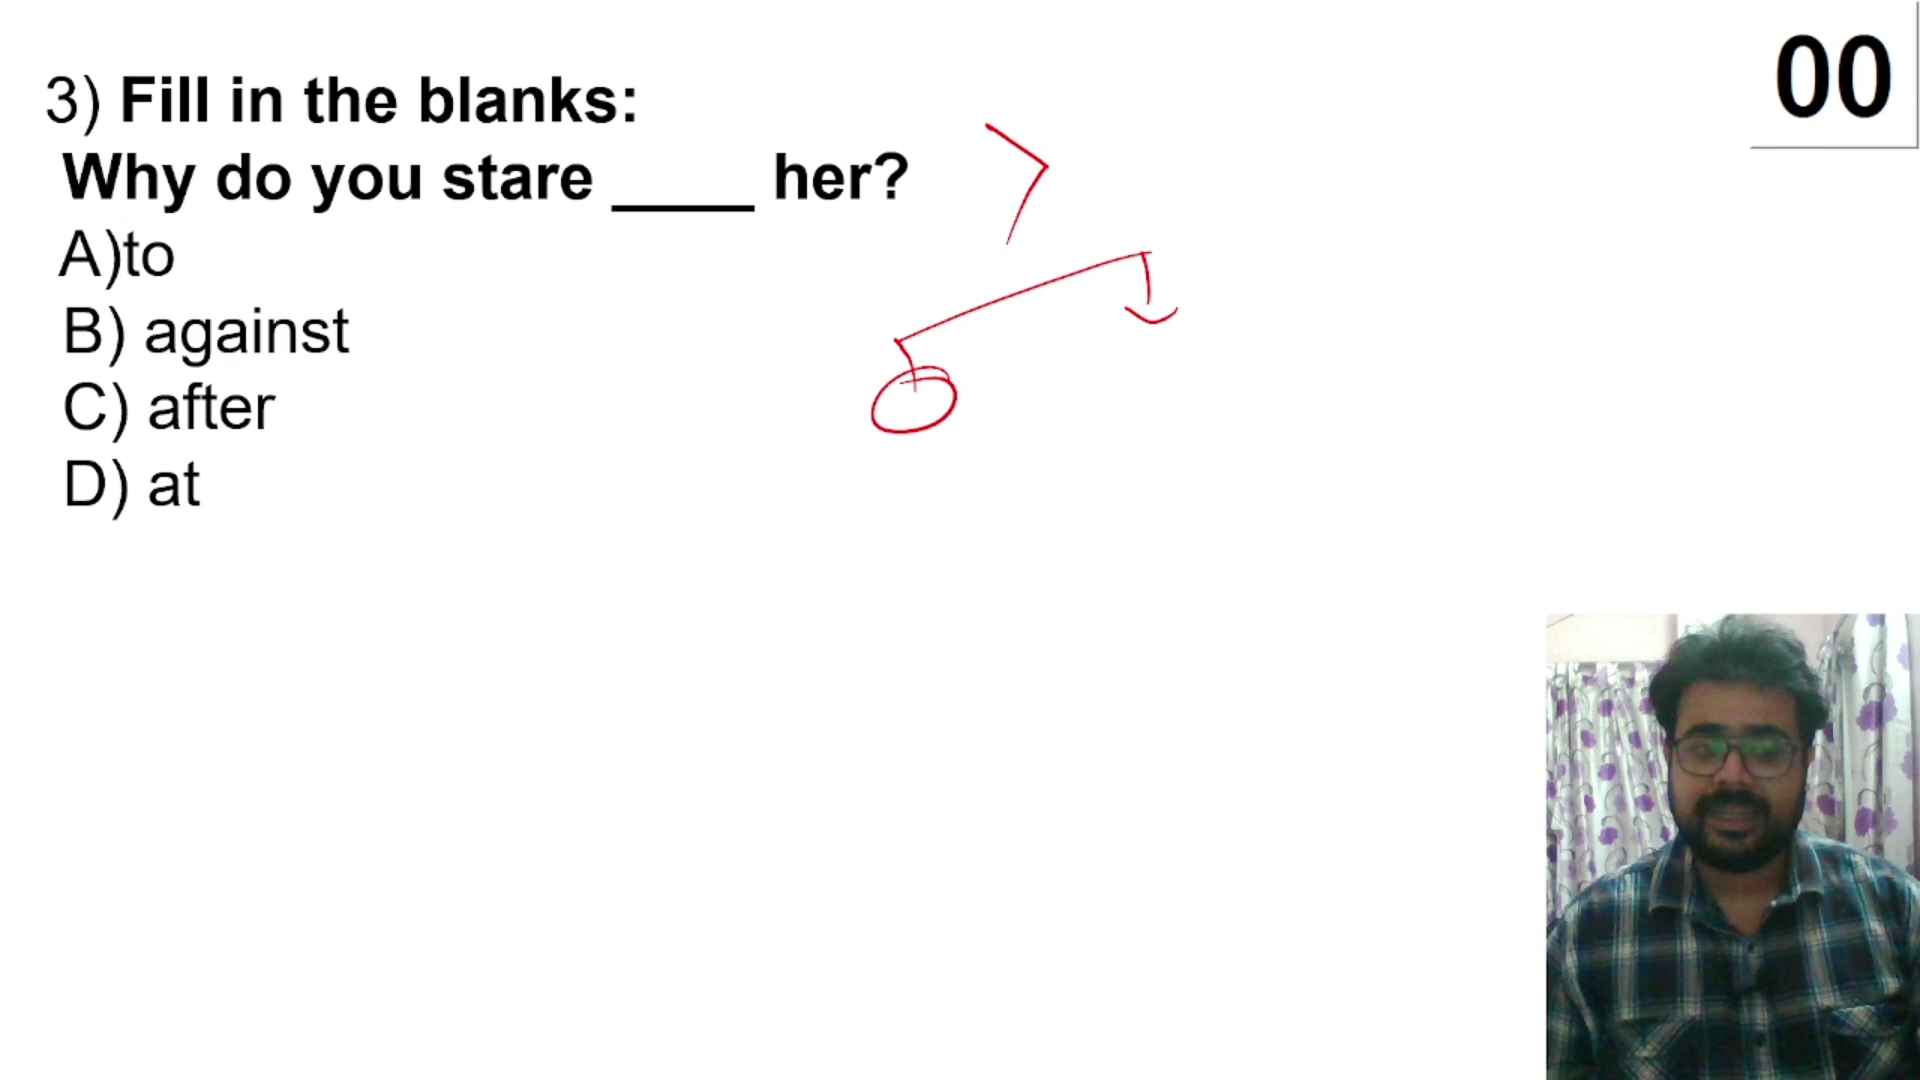 00
3) Fill in the blanks:
Why do you stare ____ her?
A)to
B) against
C) after
D) at